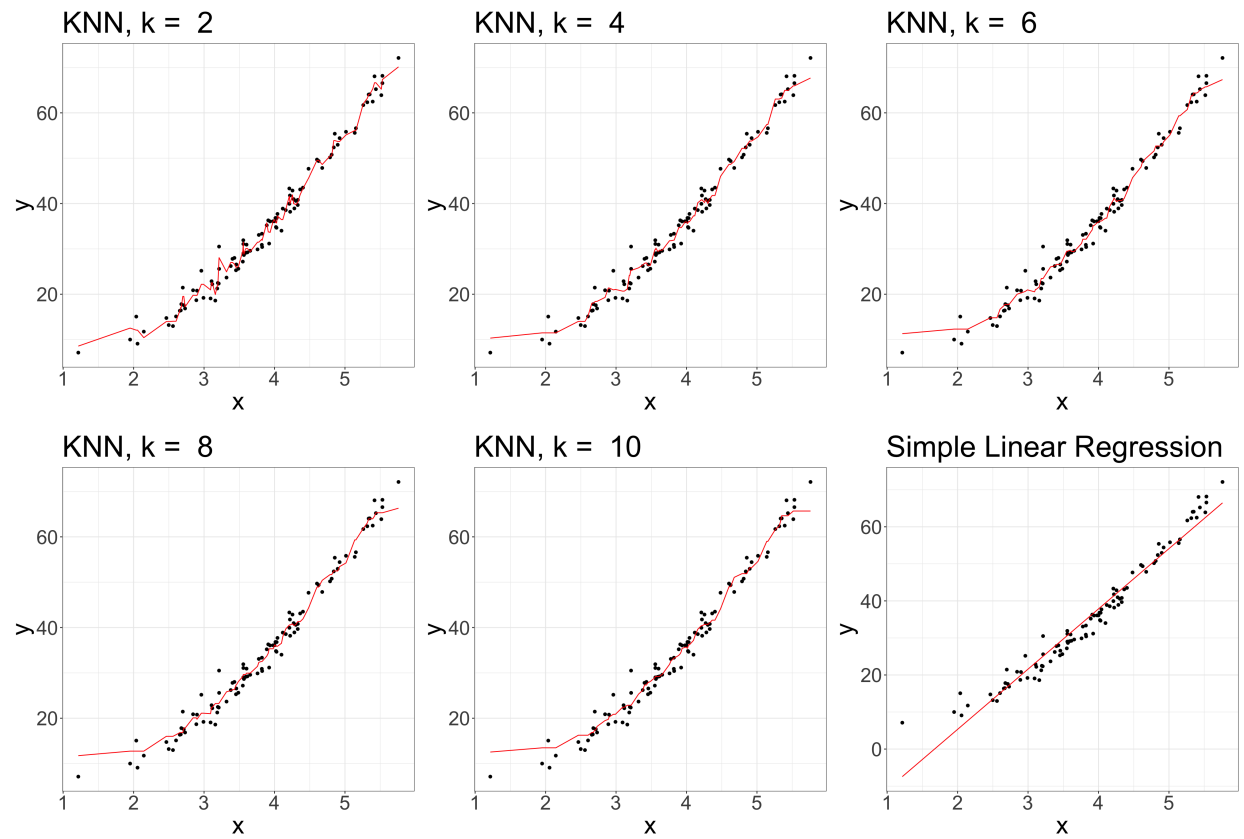 KNN, k = 2
KNN, k = 4
KNN, k = 6
y
60
40
20
1 2 3 4 5
x
y
60
40
20
1 2 3 4 5
x
y
60
40
20
1 2 3 4 5
x
KNN, k = 8
KNN, k = 10
Simple Linear Regression
y
60
40
20
1 2 3 4 5
x
y
60
40
20
1 2 3 4 5
x
y
60
40
20
0
1 2 3 4 5
x